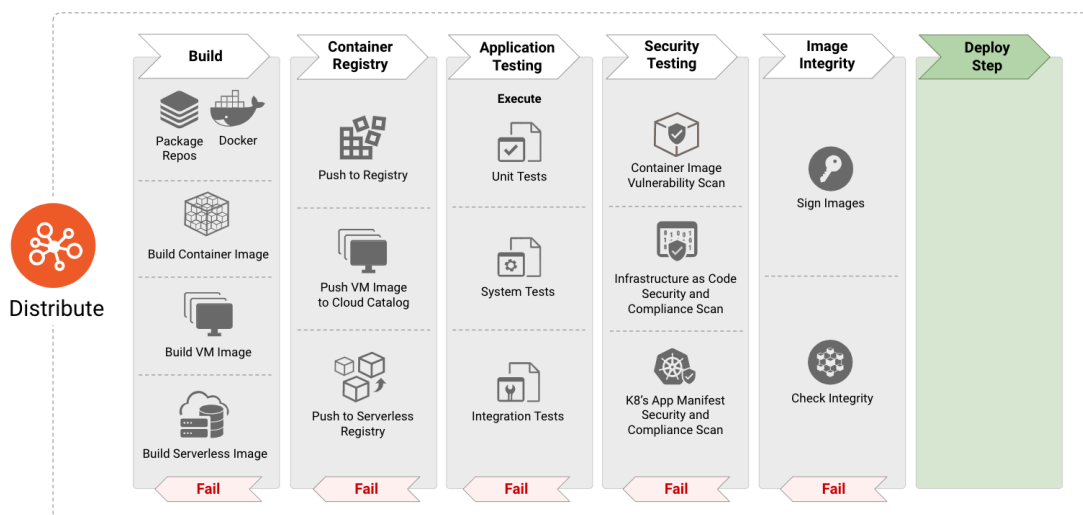 Distribute
Build
Package
Repos
Docker
Build Container Image
Build VM Image
Build Serverless Image
Fail
Container
Registry
Push to Registry
Push VM Image
to Cloud Catalog
Push to Serverless
Registry
Fail
Application
Testing
Execute
Unit Tests
System Tests
Integration Tests
Fail
Security
Testing
Container Image
Vulnerability Scan
Infrastructure as Code
Security and
Compliance Scan
K8's App Manifest
Security and
Compliance Scan
Fail
Image
Integrity
Sign Images
Check Integrity
Fail
Deploy
Step